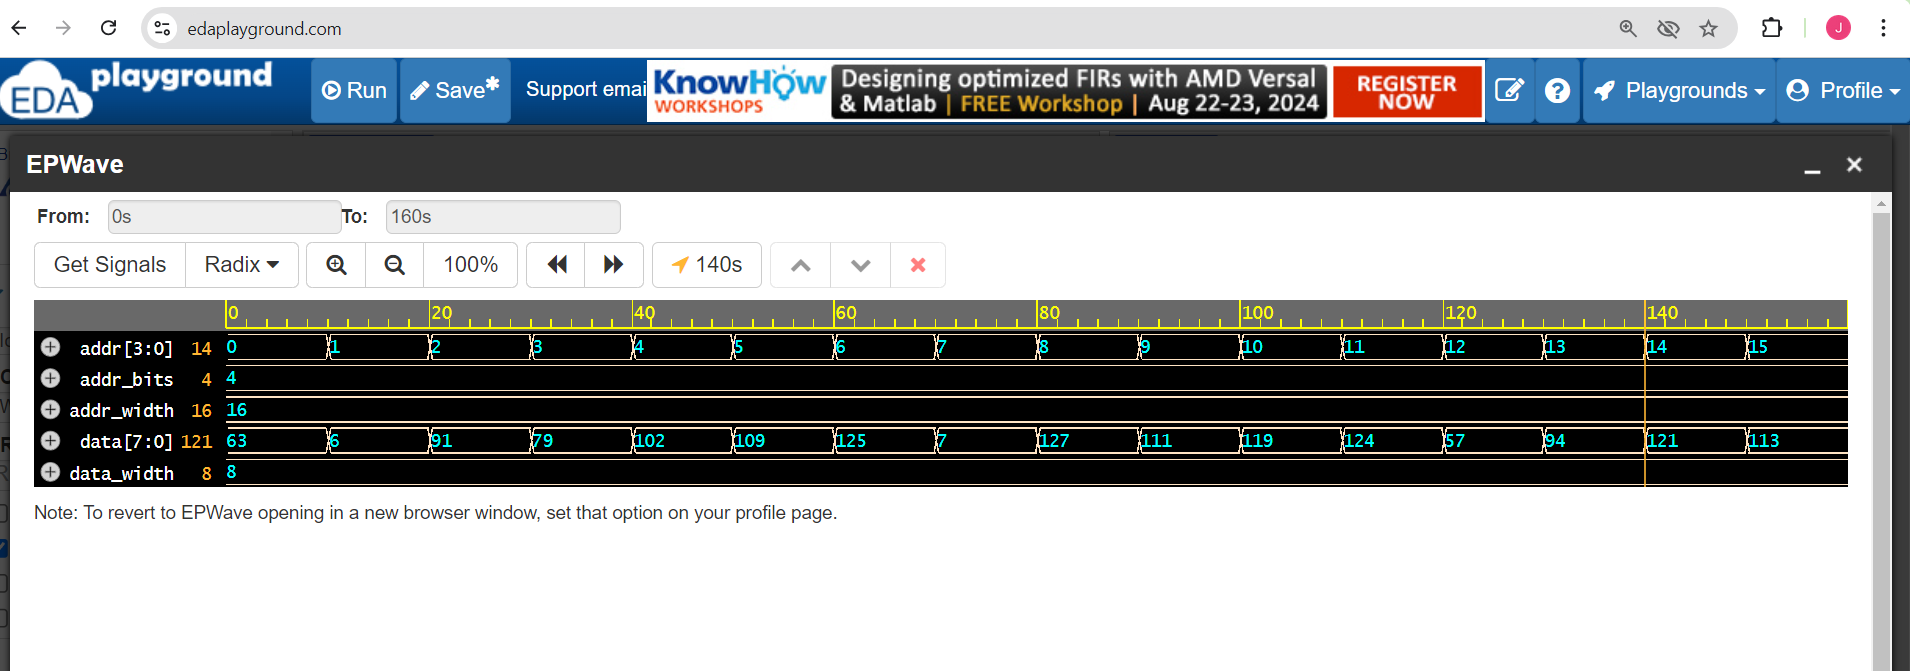 edaplayground.com
J
EDA playground
Run
Save*
Support emai
KnowHow
WORKSHOPS
Designing optimized FIRs with AMD Versal
& Matlab | FREE Workshop | Aug 22-23, 2024
REGISTER
NOW
Playgrounds
Profile
EPWave
From: 0s To: 160s
Get Signals Radix 100% 140s
0 20 40 60 80 100 120 140
addr[3:0] 14 0 1 2 3 4 5 6 7 8 9 10 11 12 13 14 15
addr_bits 4 4
addr_width 16 16
data[7:0] 121 63 6 91 79 102 109 125 7 127 111 119 124 57 94 121 113
data_width 8 8
Note: To revert to EPWave opening in a new browser window, set that option on your profile page.